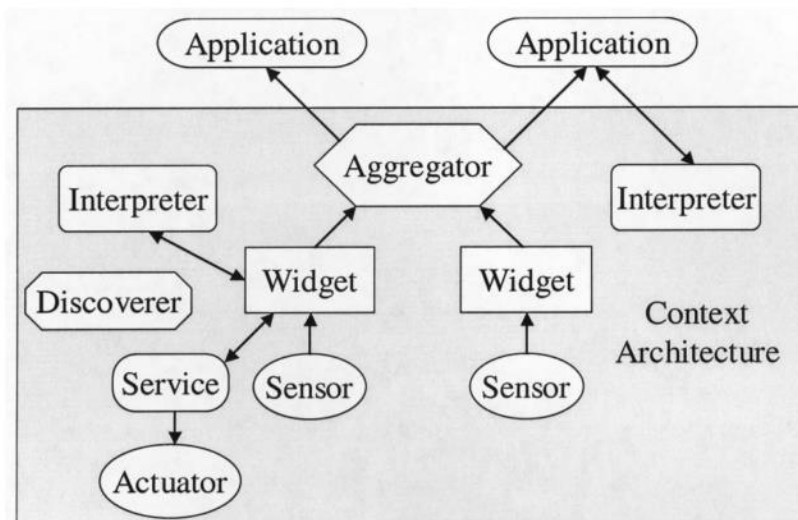 Application
Application
Aggregator
Interpreter
Interpreter
Widget
Widget
Discoverer
Context
Architecture
Service
Sensor
Sensor
Actuator